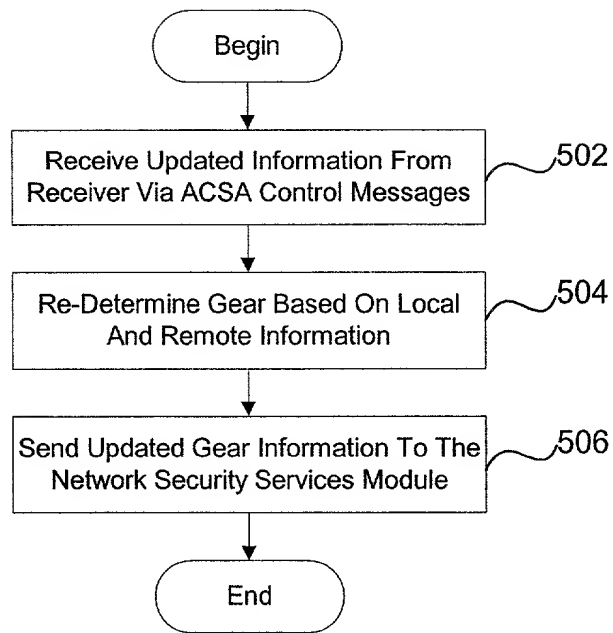 Begin
Receive Updated Information From
Receiver Via ACSA Control Messages
502
Re-Determine Gear Based On Local
And Remote Information
504
Send Updated Gear Information To The
Network Security Services Module
506
End